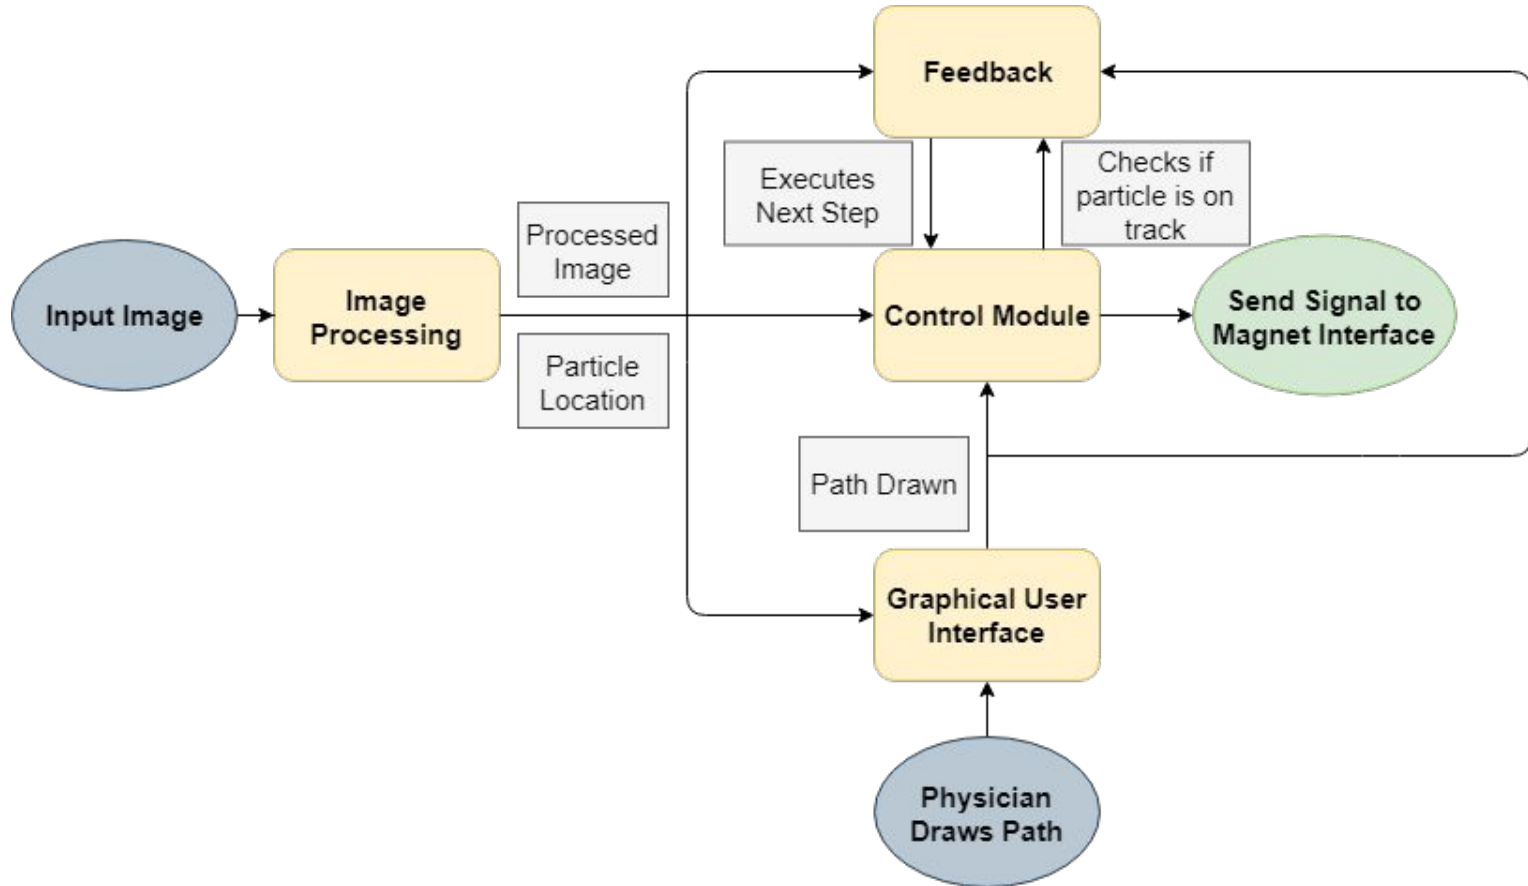 Feedback
Executes
Next Step
Checks if
particle is on
track
Processed
Image
Input Image
Image
Processing
Control Module
Send Signal to
Magnet Interface
Particle
Location
Path Drawn
Graphical User
Interface
Physician
Draws Path